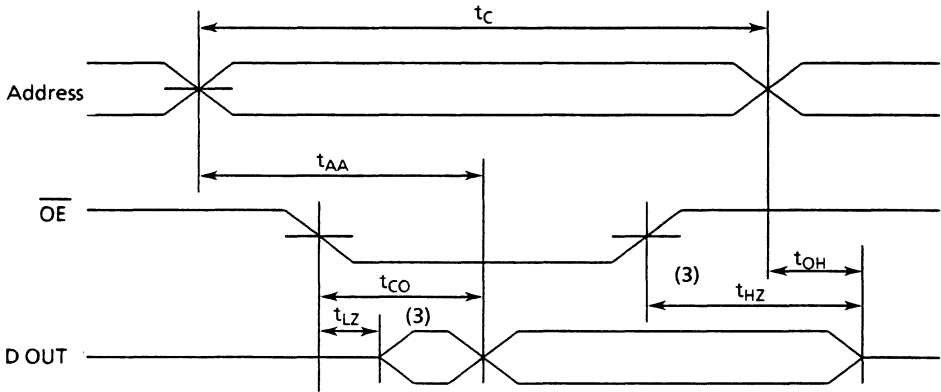 tC
Address
tAA
OE
tOH
(3)
tCO
tHZ
tLZ
(3)
D OUT